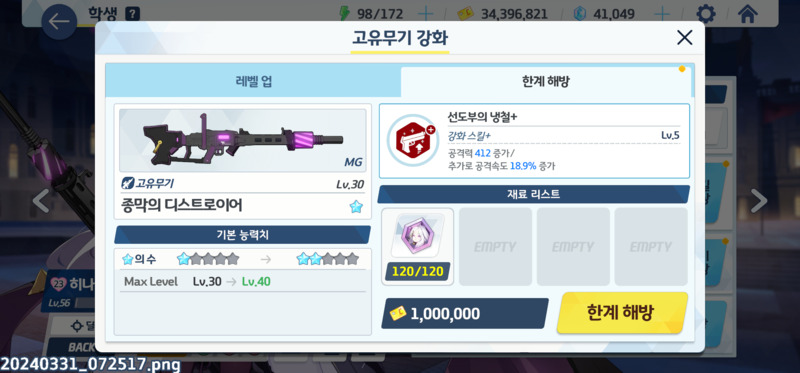 학생 ?
98/172
34,396,821
41,049
고유무기 강화
레벨 업
한계 해방
MG
고유무기 Lv.30
종막의 디스트로이어
기본 능력치
의 수
Max Level Lv.30 → Lv.40
선도부의 냉철+
강화 스킬+ Lv.5
공격력 412 증가/
추가로 공격속도 18.9% 증가
재료 리스트
120/120
EMPTY
EMPTY
EMPTY
1,000,000
한계 해방
23 히나
Lv.56
BACK
20240331_072517.png